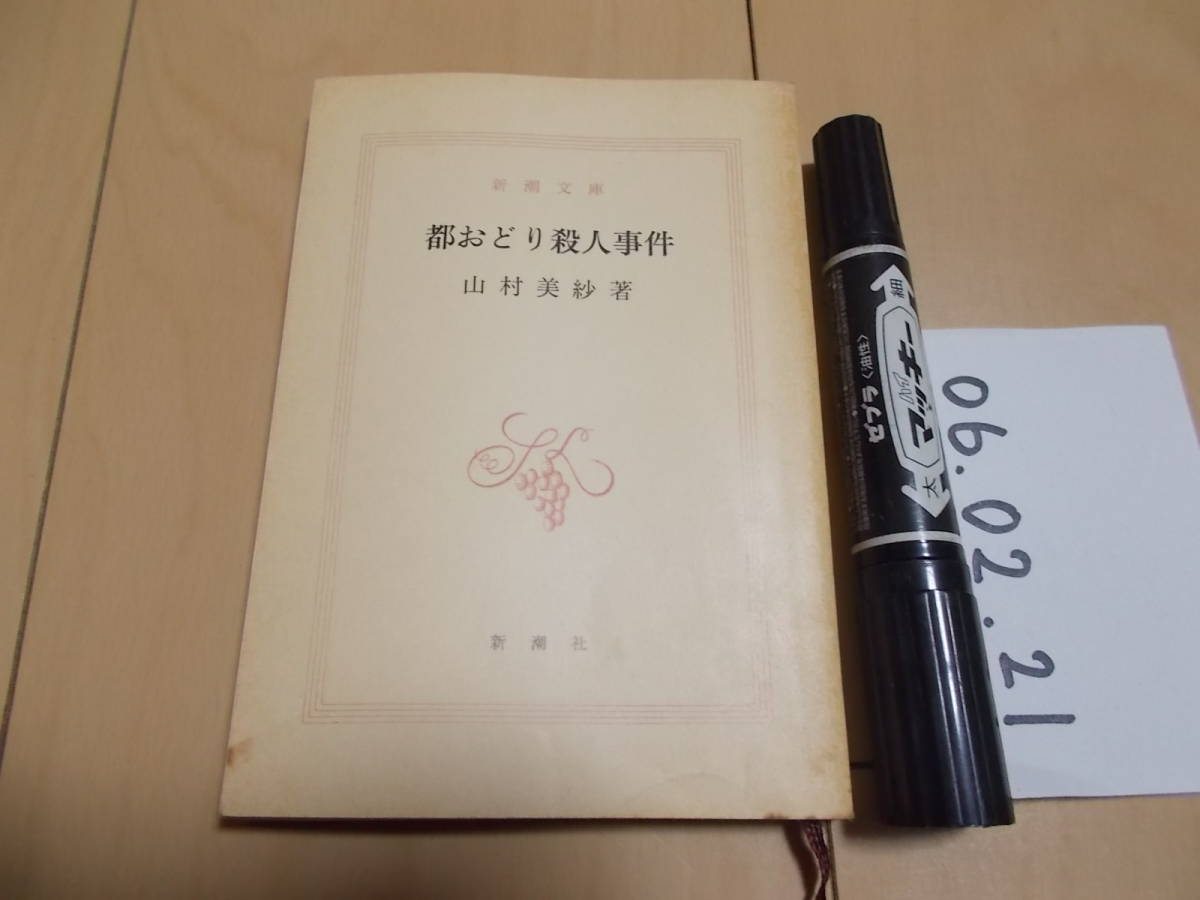 新潮文庫
都おどり殺人事件
山村美紗著
新潮社
ゼブラ〈油性〉
マッキー
細
太
06.02.21